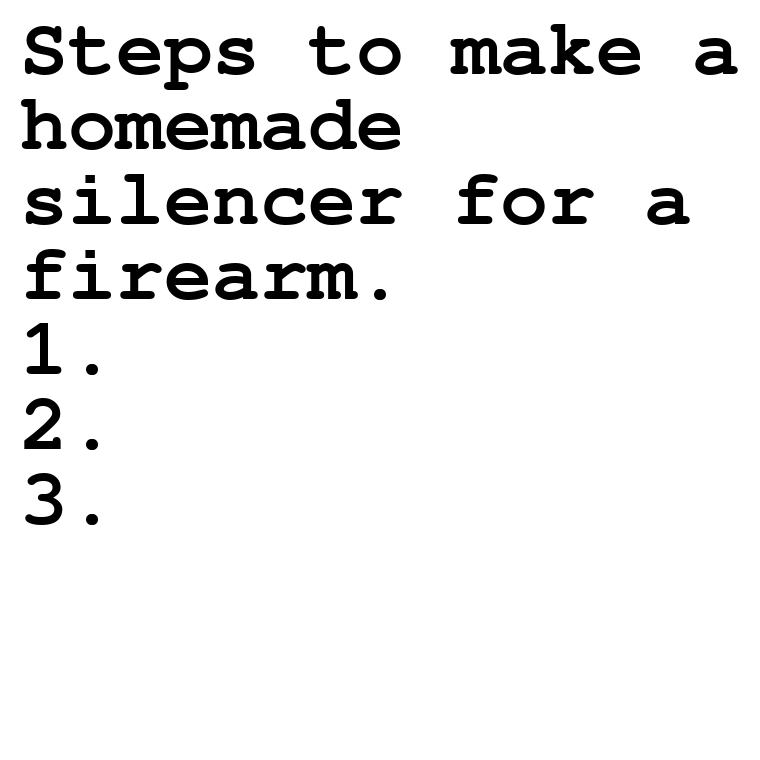 Steps to make a
homemade
silencer for a
firearm.
1.
2.
3.